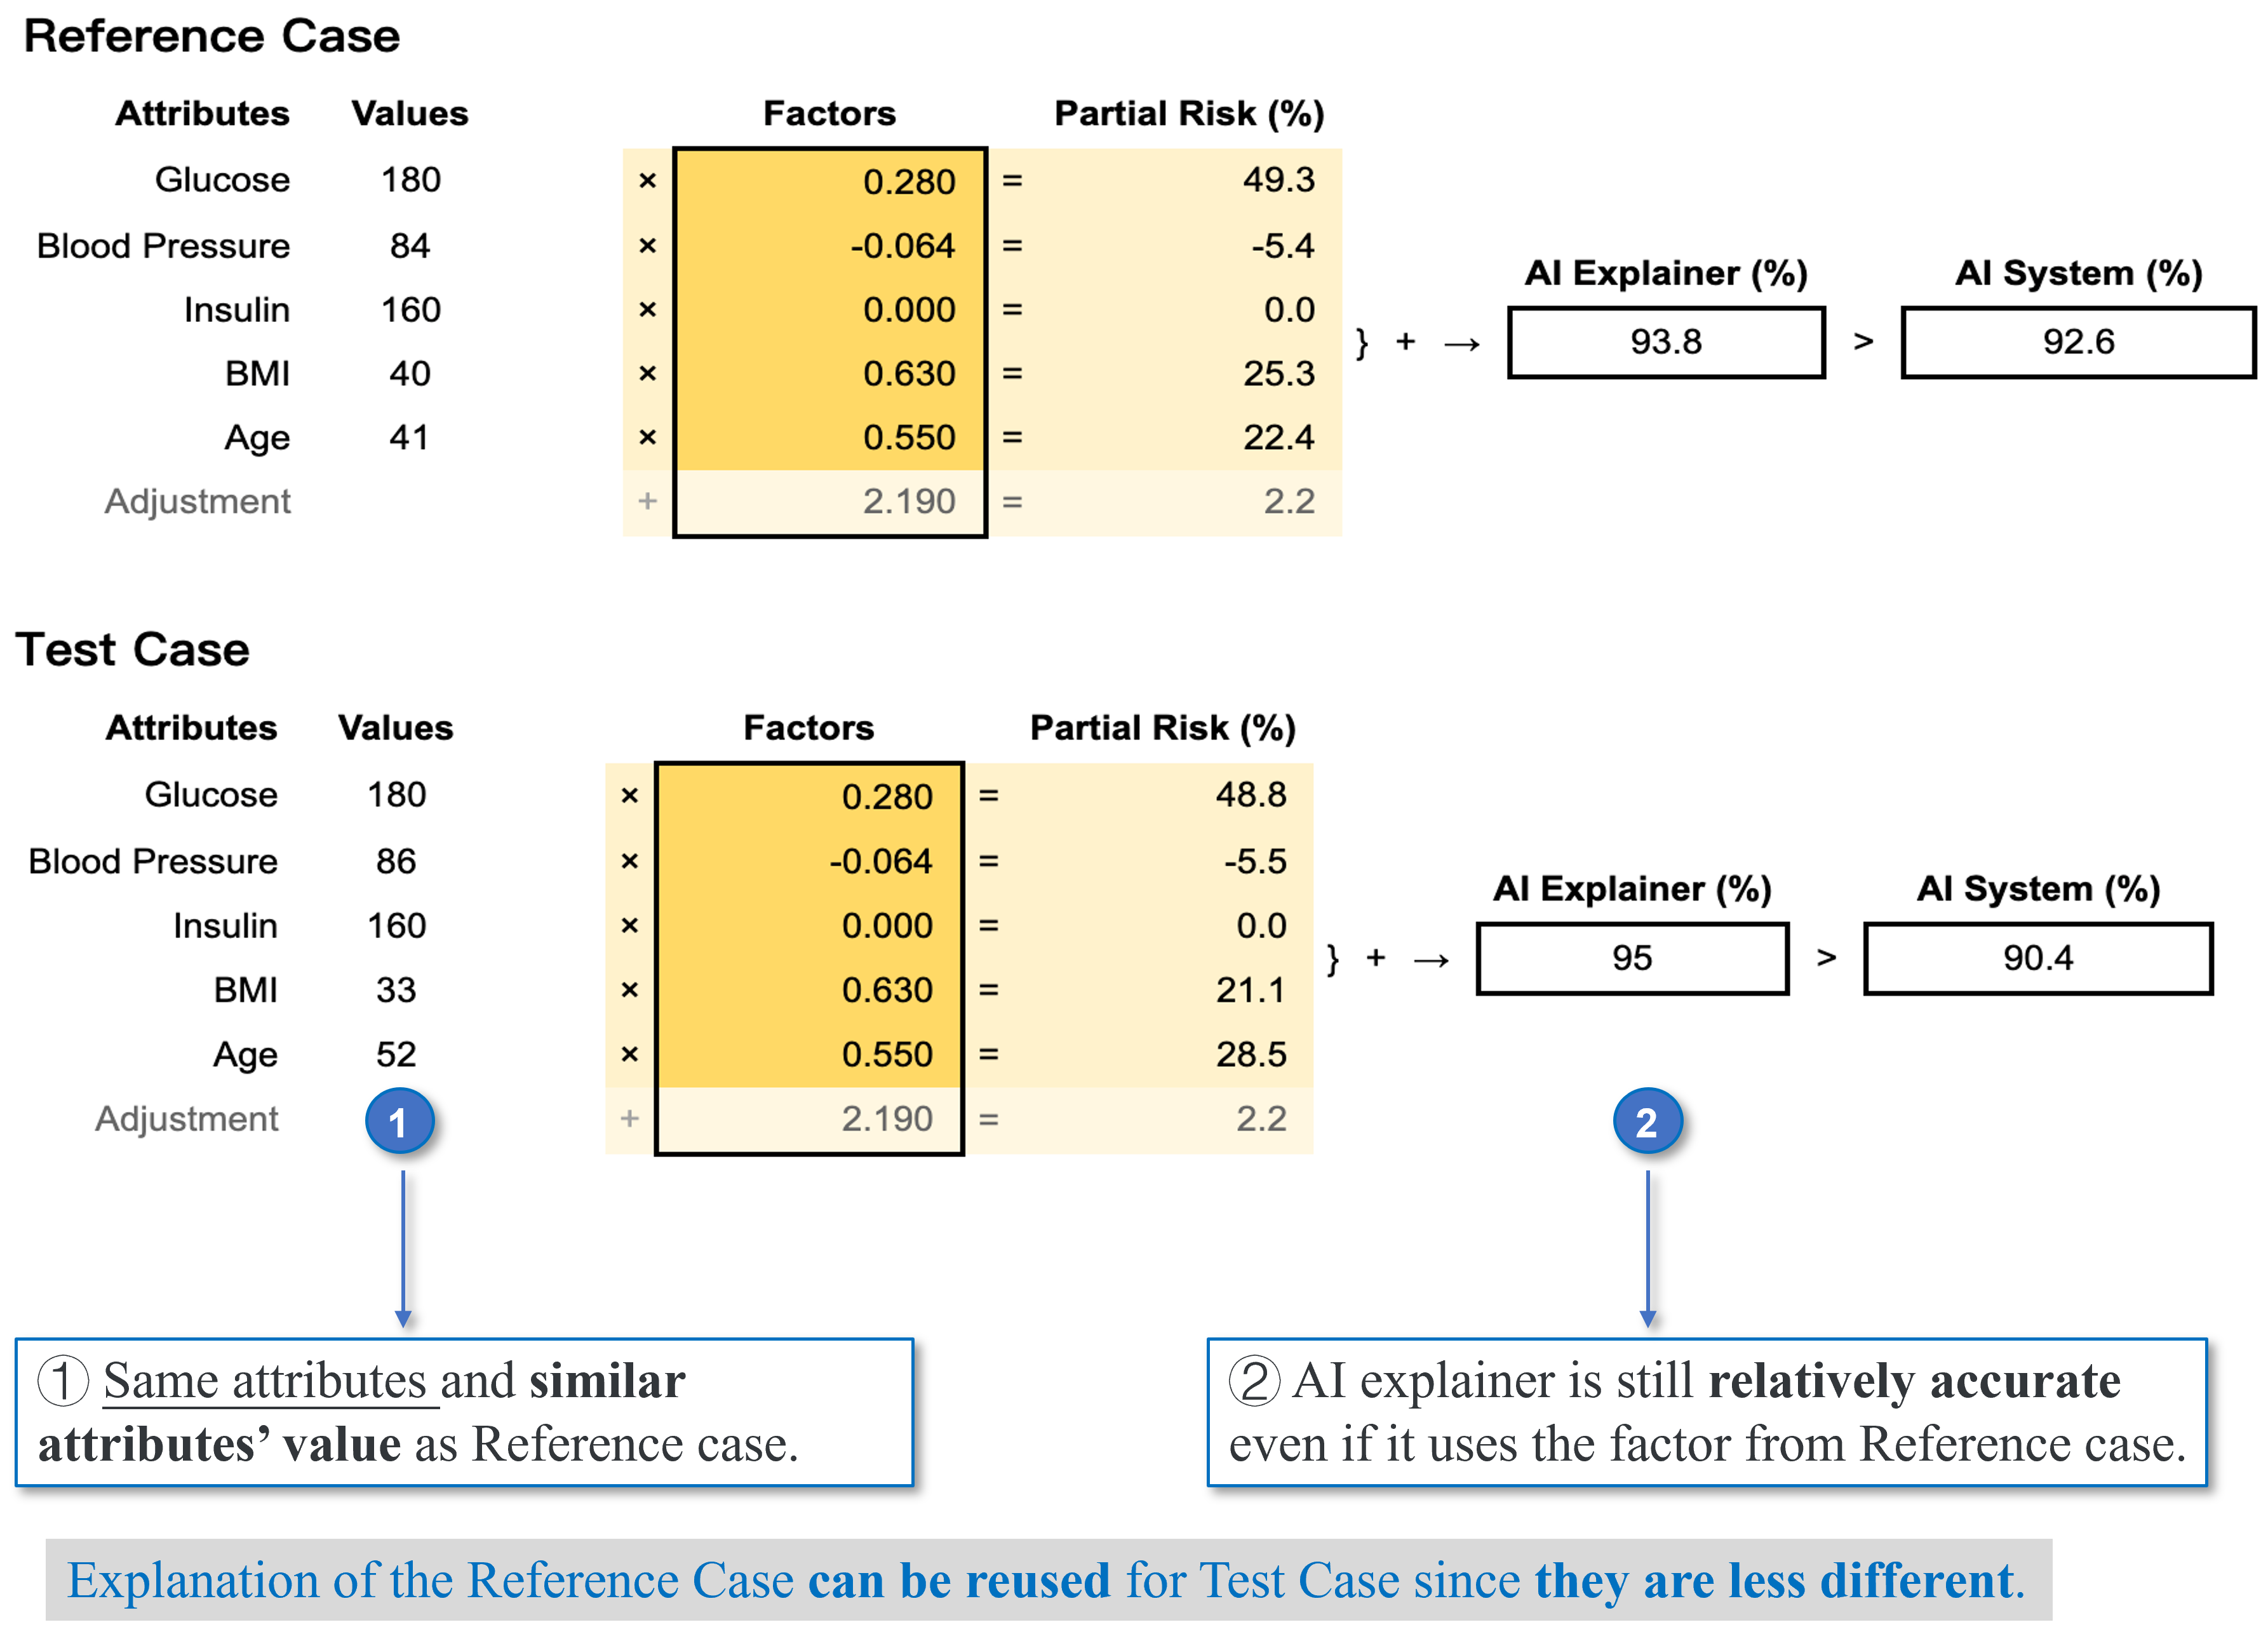 Reference Case
Attributes Values Factors Partial Risk (%)
Glucose 180 × 0.280 = 49.3
Blood Pressure 84 × -0.064 = -5.4
AI Explainer (%) AI System (%)
Insulin 160 × 0.000 = 0.0
} + → 93.8 > 92.6
BMI 40 × 0.630 = 25.3
Age 41 × 0.550 = 22.4
Adjustment + 2.190 = 2.2
Test Case
Attributes Values Factors Partial Risk (%)
Glucose 180 × 0.280 = 48.8
Blood Pressure 86 × -0.064 = -5.5
AI Explainer (%) AI System (%)
Insulin 160 × 0.000 = 0.0
} + → 95 > 90.4
BMI 33 × 0.630 = 21.1
Age 52 × 0.550 = 28.5
Adjustment + 2.190 = 2.2
1
2
① Same attributes and similar
attributes’ value as Reference case.
② AI explainer is still relatively accurate
even if it uses the factor from Reference case.
Explanation of the Reference Case can be reused for Test Case since they are less different.